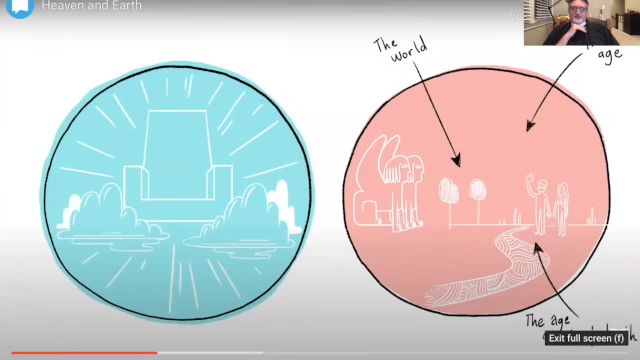 Heaven and Earth
The
world
age
The age
Exit full screen (f)